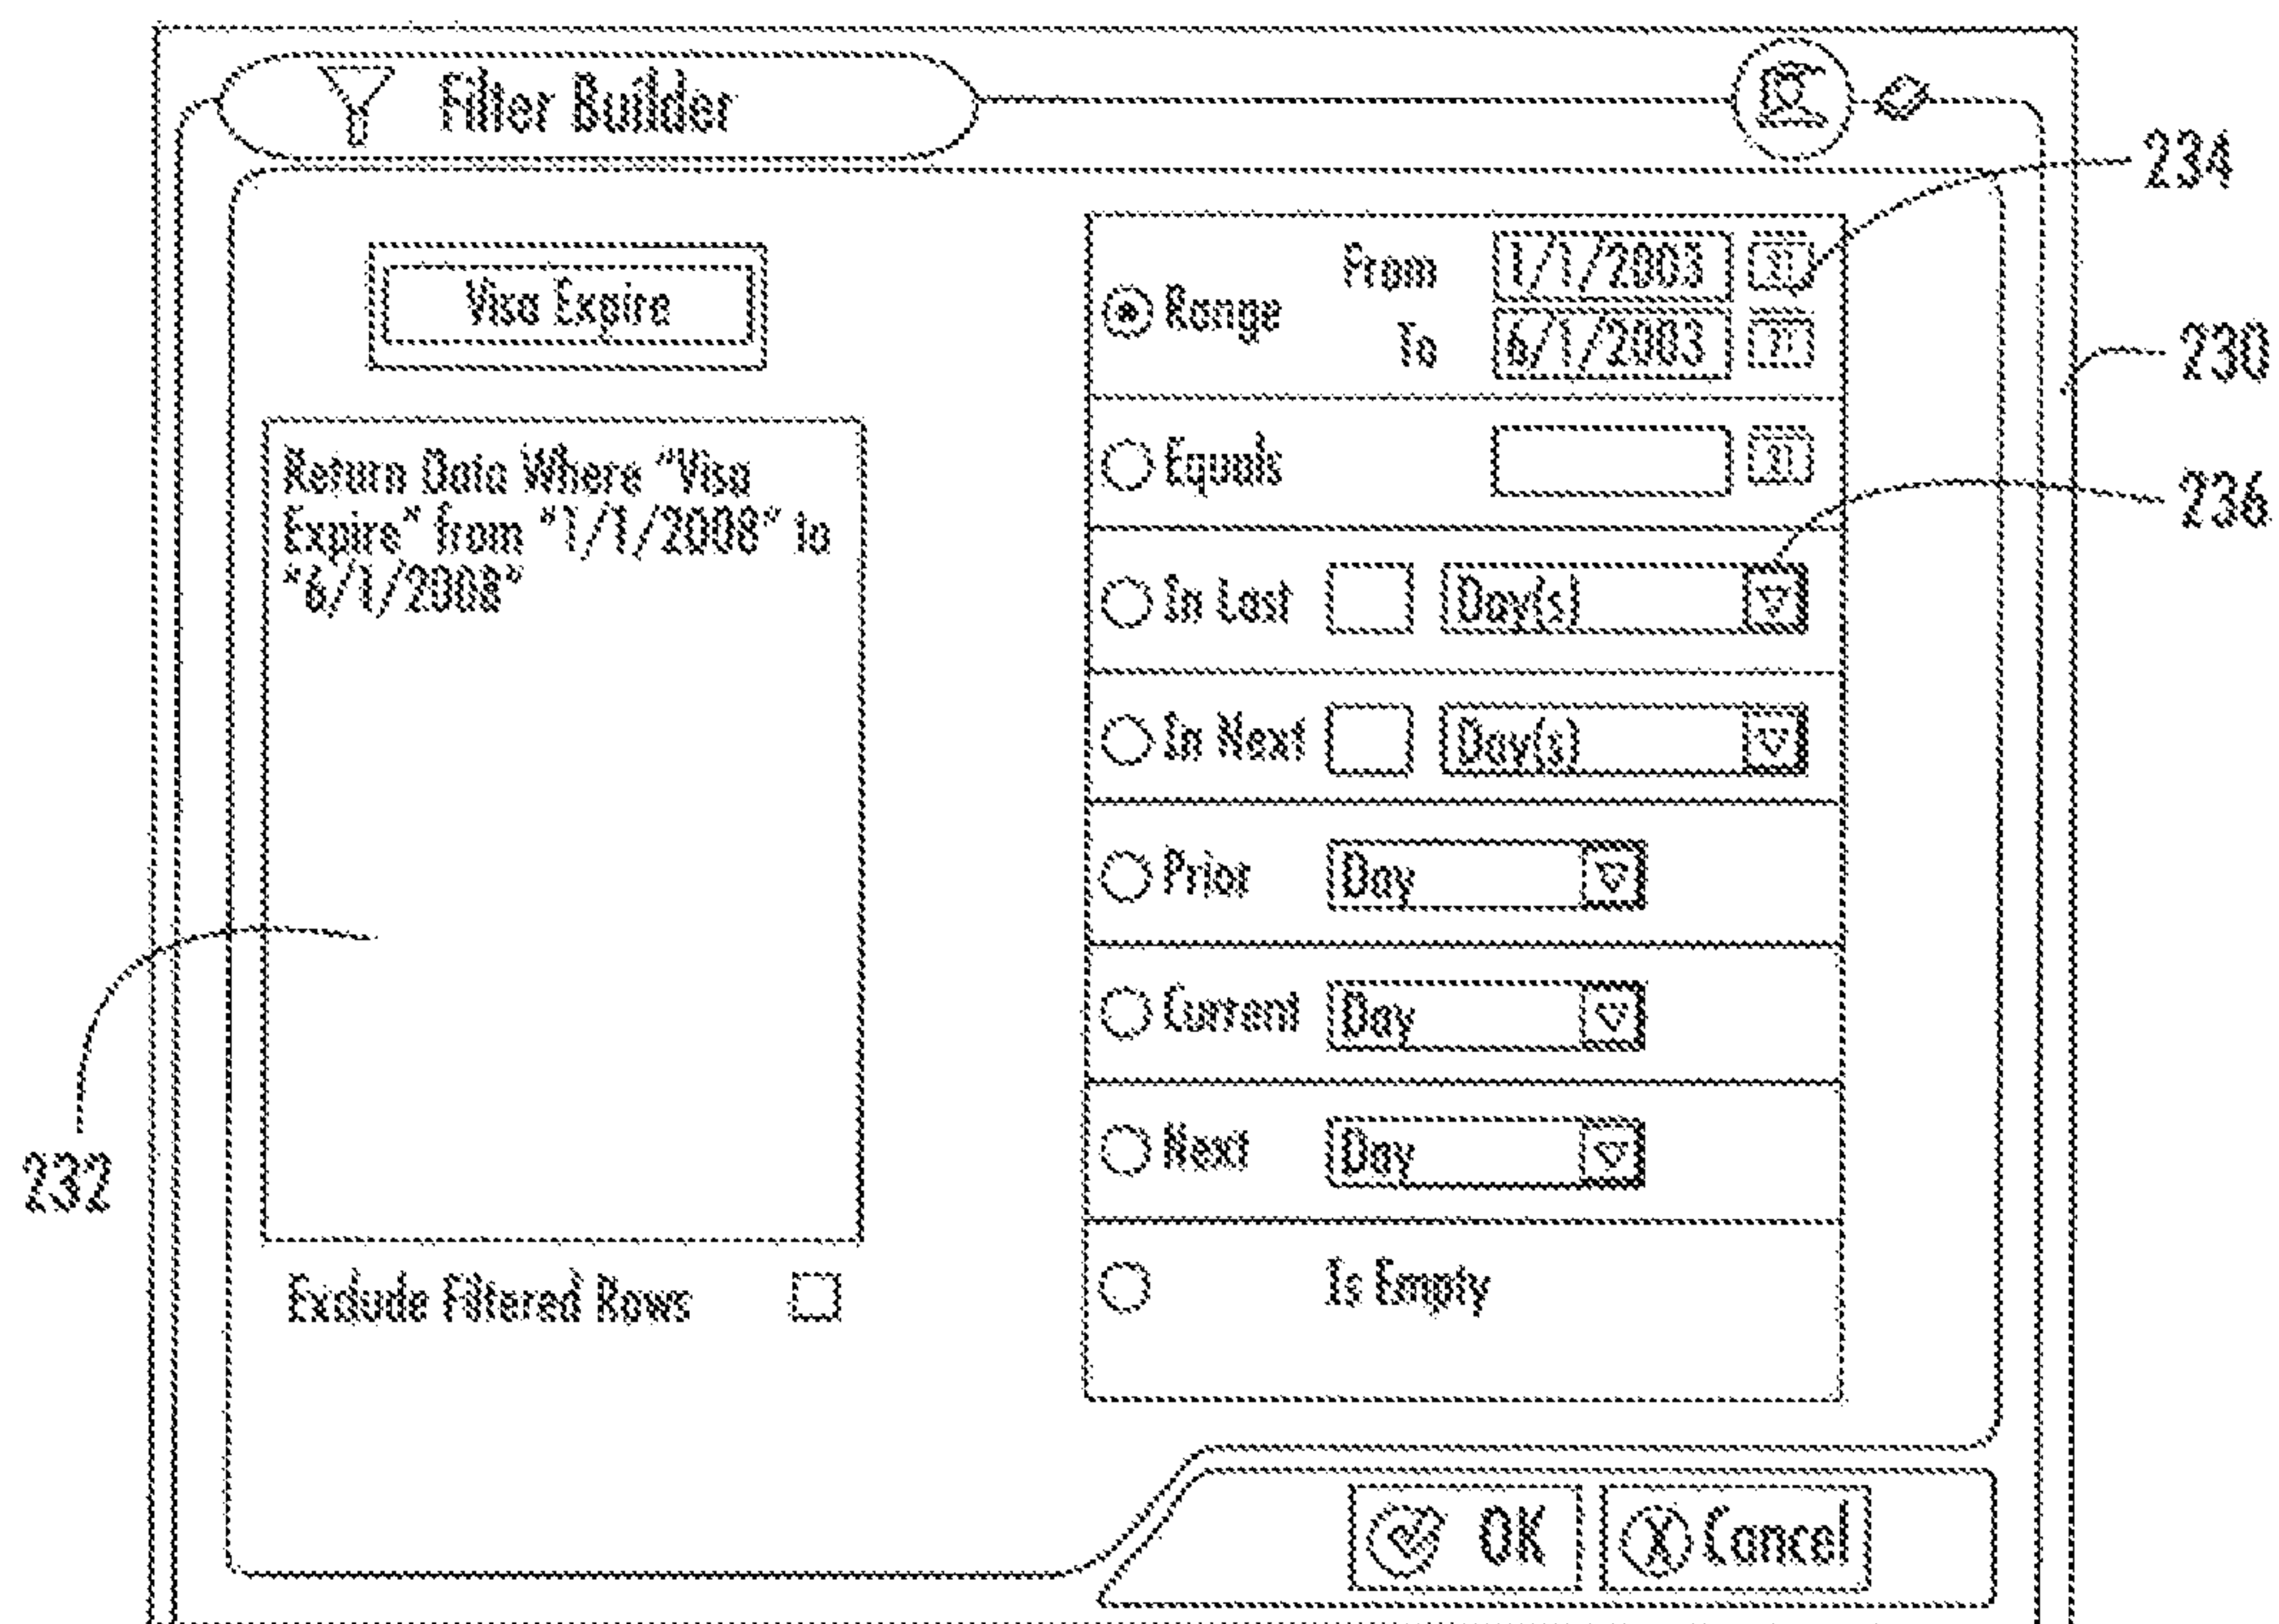 Filter Builder
234
Visa Expire
Range
From
1/1/2003
To
6/1/2003
230
Equals
Return Data Where "Visa
Expire" from "1/1/2008" to
"6/1/2008"
236
In Last
Day(s)
In Next
Day(s)
Prior
Day
Current
Day
Next
Day
232
Is Empty
Exclude Filtered Rows
OK
Cancel